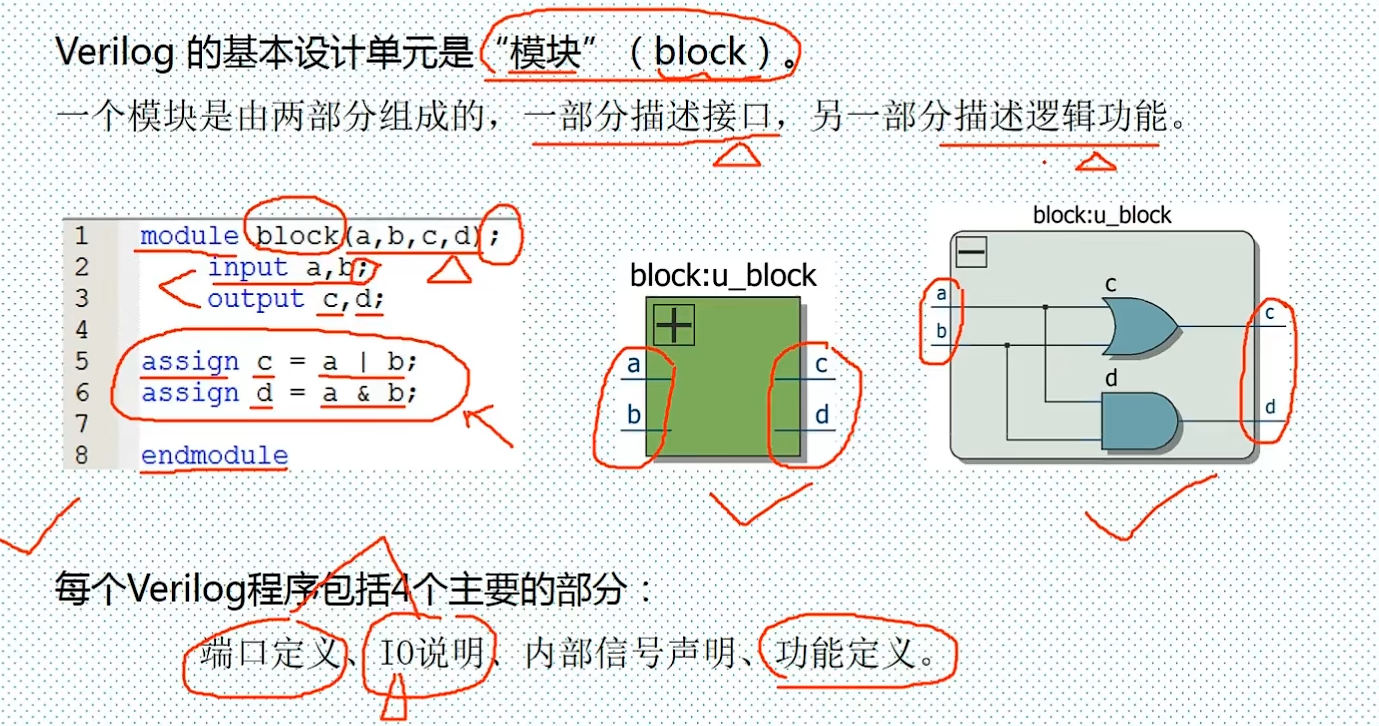 Verilog 的基本设计单元是“模块”（block）。
一个模块是由两部分组成的，一部分描述接口，另一部分描述逻辑功能。
1 module block(a,b,c,d);
2 input a,b;
3 output c,d;
4
5 assign c = a | b;
6 assign d = a & b;
7
8 endmodule
block:u_block
a c
b d
block:u_block
a c c
b
d d
每个Verilog程序包括4个主要的部分：
端口定义、IO说明、内部信号声明、功能定义。